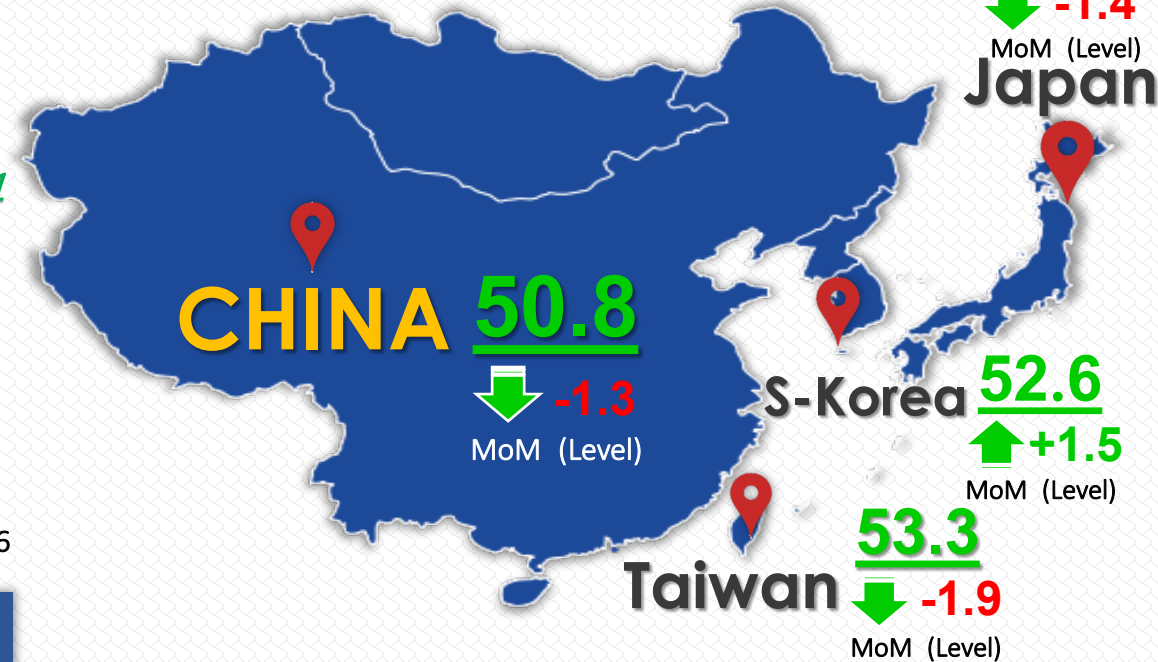 -1.4
MoM (Level)
Japan
CHINA 50.8
-1.3
MoM (Level)
S-Korea 52.6
+1.5
MoM (Level)
6
Taiwan 53.3
-1.9
MoM (Level)